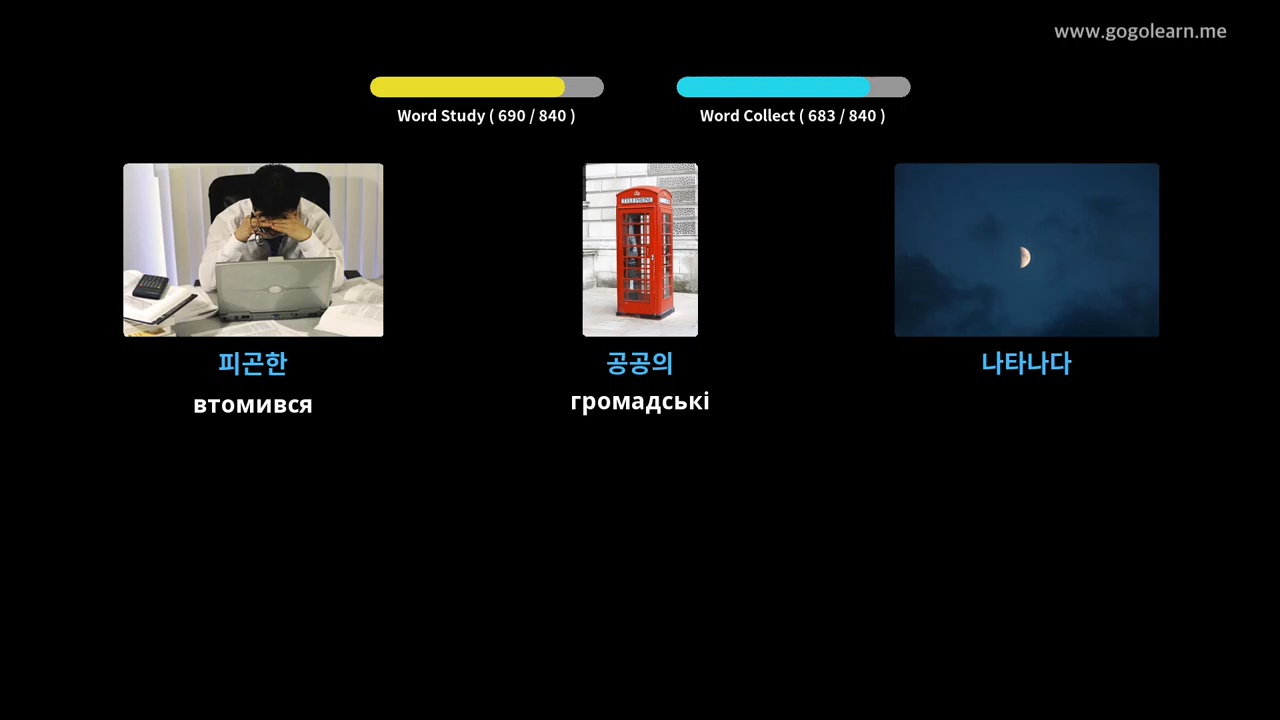 www.gogolearn.me
Word Study ( 690 / 840 )
Word Collect ( 683 / 840 )
TELEPHONE
피곤한
공공의
나타나다
втомився
громадські